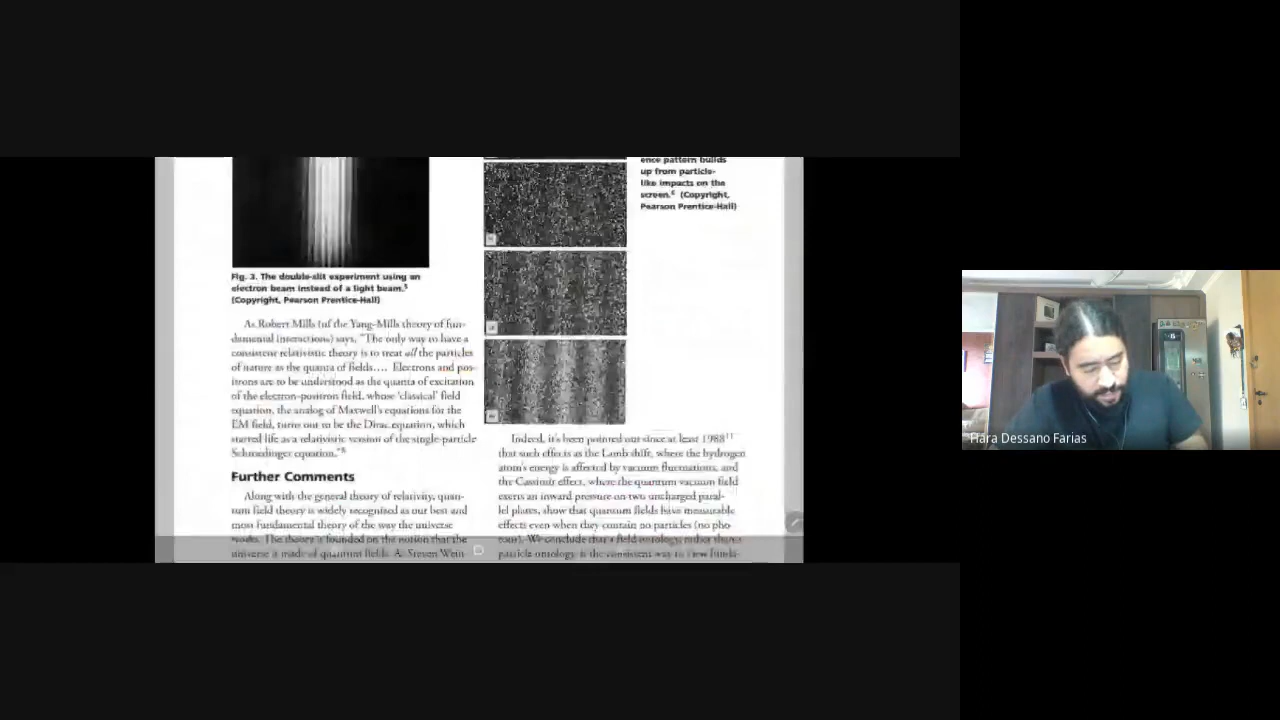 ence pattern builds
up from particle-
like impacts on the
screen.⁶ (Copyright,
Pearson Prentice-Hall)
Fig. 3. The double-slit experiment using an
electron beam instead of a light beam.⁵
(Copyright, Pearson Prentice-Hall)
As Robert Mills (of the Yang–Mills theory of fun-
damental interactions) says, “The only way to have a
consistent relativistic theory is to treat all the particles
of nature as the quanta of fields…. Electrons and pos-
itrons are to be understood as the quanta of excitation
of the electron-positron field, whose ‘classical’ field
equation, the analog of Maxwell’s equations for the
EM field, turns out to be the Dirac equation, which
started life as a relativistic version of the single-particle
Schroedinger equation.”⁸
Further Comments
Along with the general theory of relativity, quan-
tum field theory is widely recognised as our best and
most fundamental theory of the way the universe
works. The theory is founded on the notion that the
universe is made of quantum fields. As Steven Wein-
Indeed, it’s been pointed out since at least 1988¹¹
that such effects as the Lamb shift, where the hydrogen
atom’s energy is affected by vacuum fluctuations, and
the Casimir effect, where the quantum vacuum field
exerts an inward pressure on two uncharged paral-
lel plates, show that quantum fields have measurable
effects even when they contain no particles (no pho-
tons). We conclude that a field ontology, rather than a
particle ontology, is the consistent way to view funda-
Fiara Dessano Farias